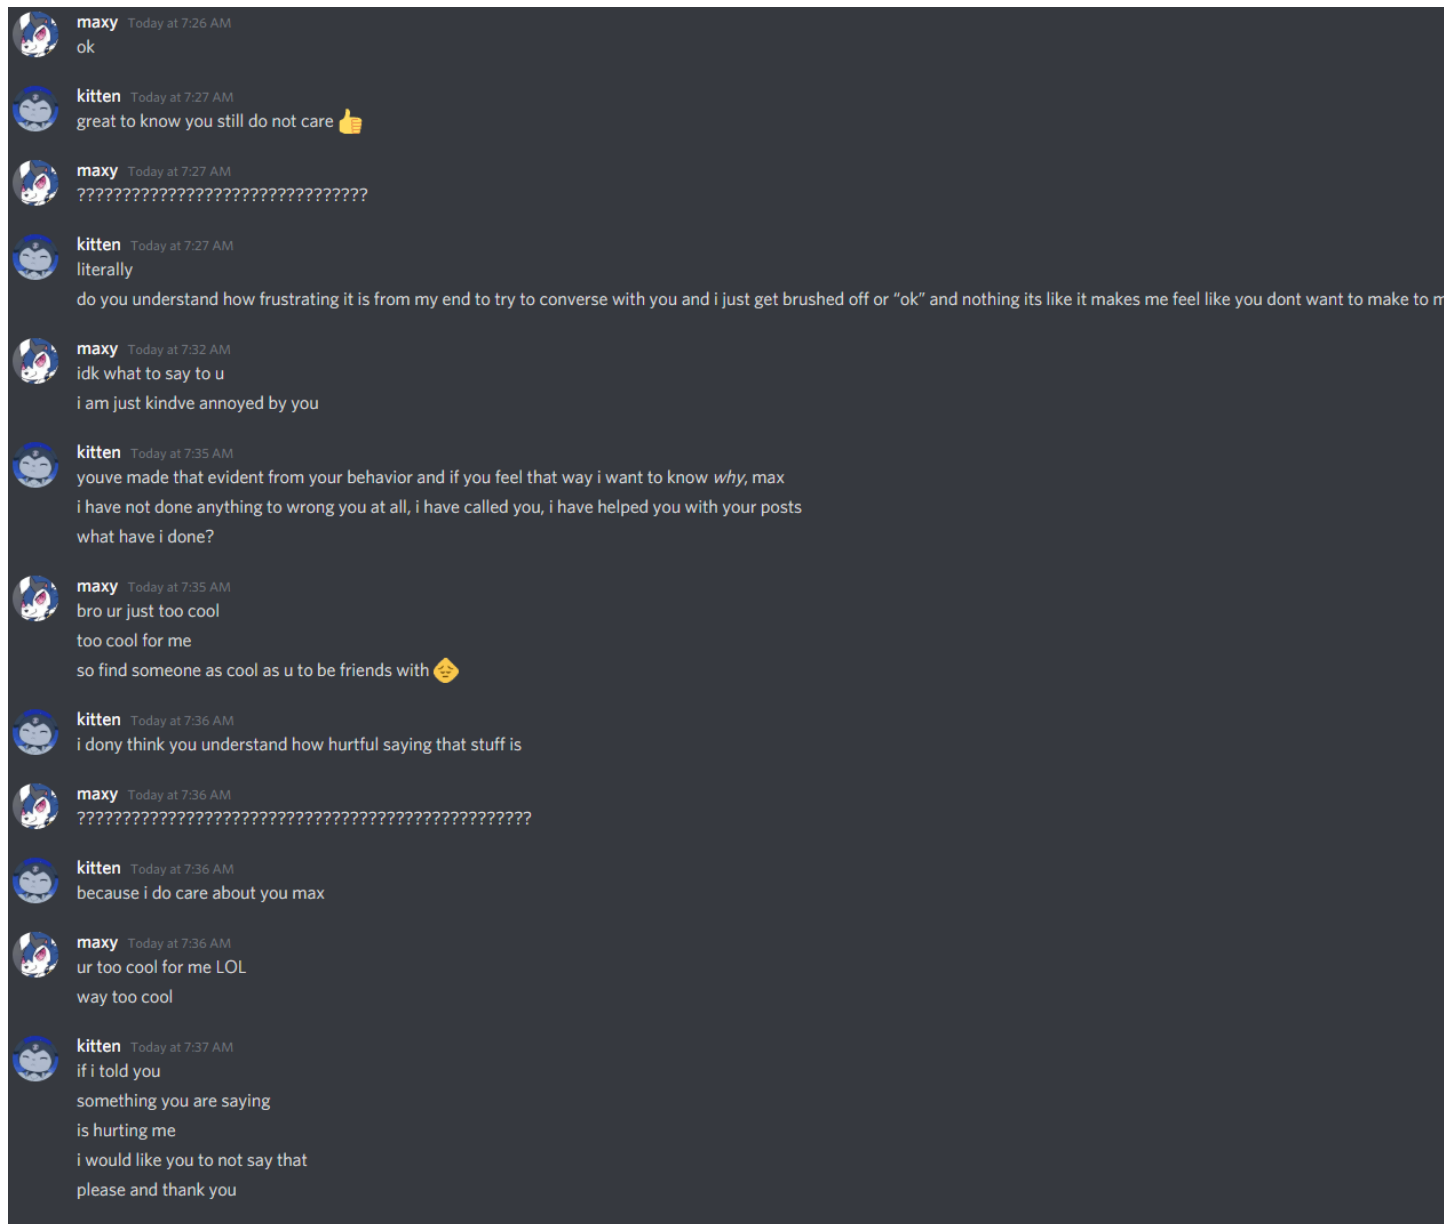 maxy Today at 7:26 AM
ok
kitten Today at 7:27 AM
great to know you still do not care 👍
maxy Today at 7:27 AM
????????????????????????????????
kitten Today at 7:27 AM
literally
do you understand how frustrating it is from my end to try to converse with you and i just get brushed off or “ok” and nothing its like it makes me feel like you dont want to make to
maxy Today at 7:32 AM
idk what to say to u
i am just kindve annoyed by you
kitten Today at 7:35 AM
youve made that evident from your behavior and if you feel that way i want to know why, max
i have not done anything to wrong you at all, i have called you, i have helped you with your posts
what have i done?
maxy Today at 7:35 AM
bro ur just too cool
too cool for me
so find someone as cool as u to be friends with
kitten Today at 7:36 AM
i dony think you understand how hurtful saying that stuff is
maxy Today at 7:36 AM
??????????????????????????????????????????????????
kitten Today at 7:36 AM
because i do care about you max
maxy Today at 7:36 AM
ur too cool for me LOL
way too cool
kitten Today at 7:37 AM
if i told you
something you are saying
is hurting me
i would like you to not say that
please and thank you